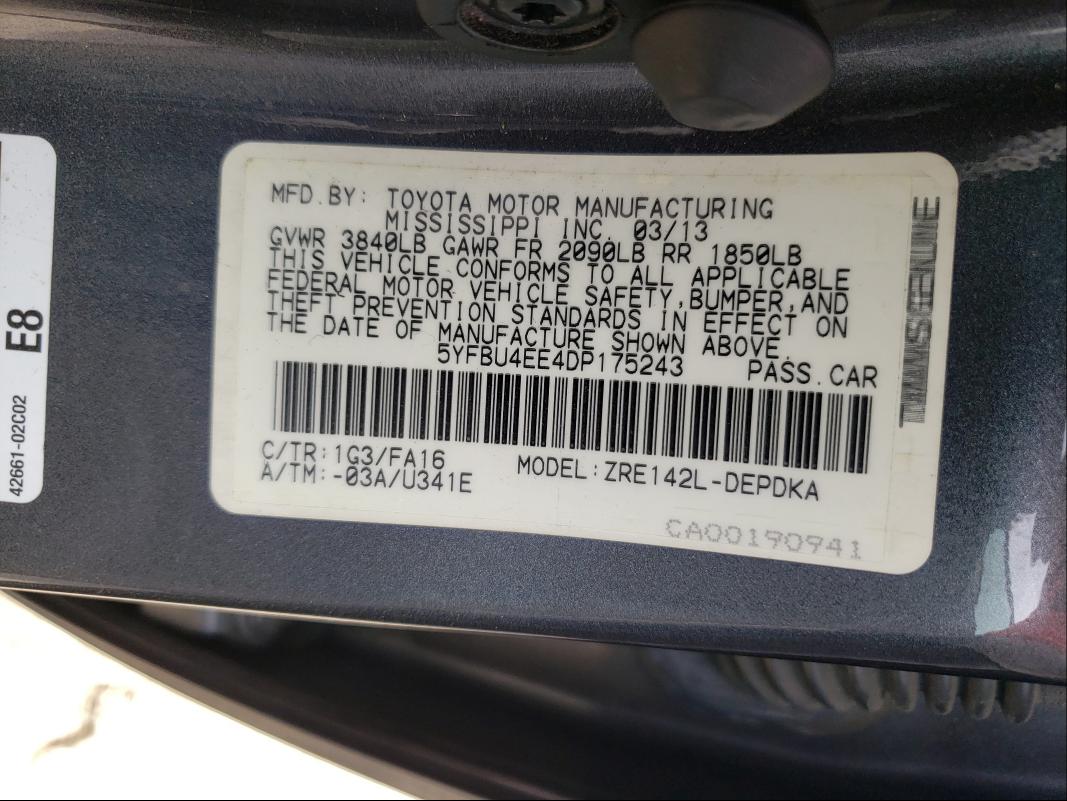 MFD.BY: TOYOTA MOTOR MANUFACTURING
MISSISSIPPI INC. 03/13
GVWR 3840LB GAWR FR 2090LB RR 1850LB
THIS VEHICLE CONFORMS TO ALL APPLICABLE
FEDERAL MOTOR VEHICLE SAFETY,BUMPER,AND
THEFT PREVENTION STANDARDS IN EFFECT ON
THE DATE OF MANUFACTURE SHOWN ABOVE.
5YFBU4EE4DP175243 PASS.CAR
C/TR:1G3/FA16
A/TM:-03A/U341E MODEL:ZRE142L-DEPDKA
CA00190941
E8
42661-02C02